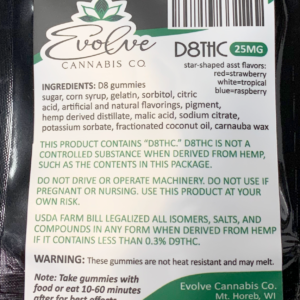 Evolve
CANNABIS CO.
D8THC 25MG
star-shaped asst flavors:
red=strawberry
white=tropical
blue=raspberry
INGREDIENTS: D8 gummies
sugar, corn syrup, gelatin, sorbitol, citric
acid, artificial and natural flavorings, pigment,
hemp derived distillate, malic acid, sodium citrate,
potassium sorbate, fractionated coconut oil, carnauba wax
THIS PRODUCT CONTAINS "D8THC." D8THC IS NOT A
CONTROLLED SUBSTANCE WHEN DERIVED FROM HEMP,
SUCH AS THE CONTENTS IN THIS PACKAGE.
DO NOT DRIVE OR OPERATE MACHINERY. DO NOT USE IF
PREGNANT OR NURSING. USE THIS PRODUCT AT YOUR
OWN RISK.
USDA FARM BILL LEGALIZED ALL ISOMERS, SALTS, AND
COMPOUNDS IN ANY FORM WHEN DERIVED FROM HEMP
IF IT CONTAINS LESS THAN 0.3% D9THC.
WARNING: These gummies are not heat resistant and may melt.
Note: Take gummies with
food or eat 10-60 minutes
after for best effects
Evolve Cannabis Co.
Mt. Horeb, WI